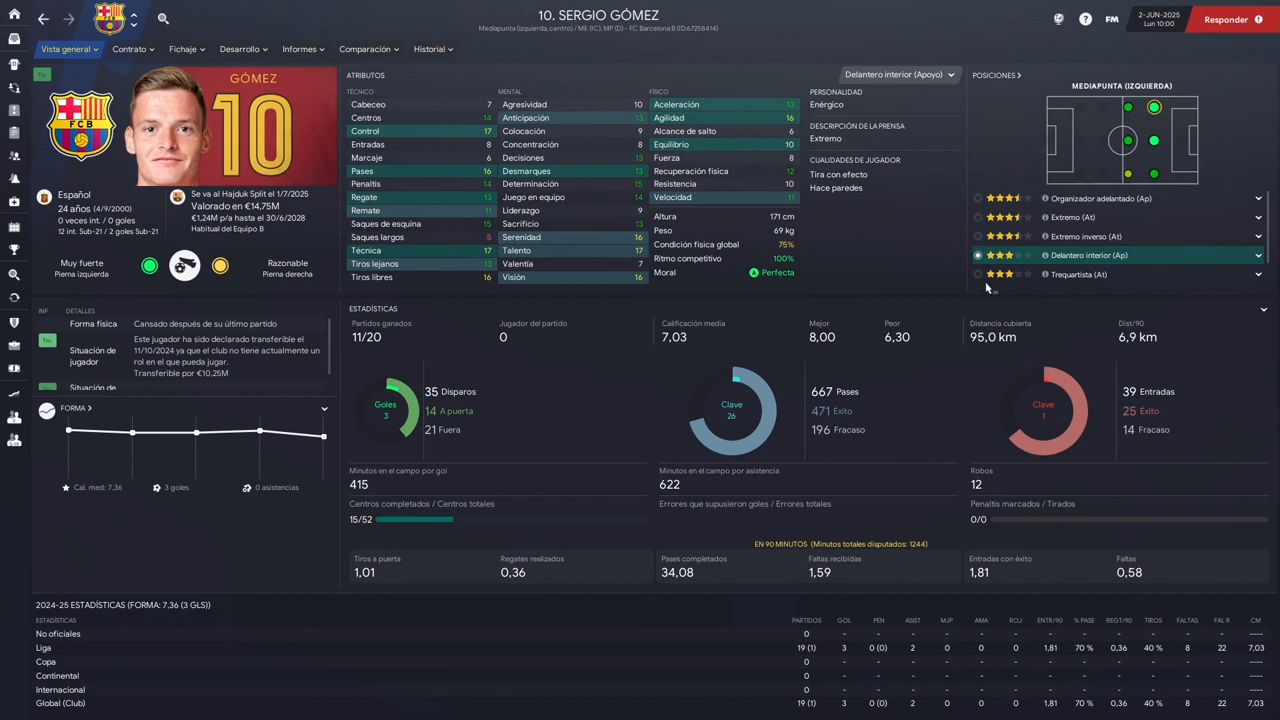 10. SERGIO GÓMEZ
Mediapunta (izquierda, centro) / ME (IC), MP (D) - FC Barcelona B (ID:67258414)
FM
2-JUN-2025
Lun 10:00
Responder
Vista general
Contrato
Fichaje
Desarrollo
Informes
Comparación
Historial
GÓMEZ
10
FCB
Español
24 años (4/9/2000)
0 veces int. / 0 goles
12 int. Sub-21 / 2 goles Sub-21
Se va al Hajduk Split el 1/7/2025
Valorado en €14,75M
€1,24M p/a hasta el 30/6/2028
Habitual del Equipo B
Muy fuerte
Pierna izquierda
Razonable
Pierna derecha
ATRIBUTOS
Delantero interior (Apoyo)
TÉCNICO
Cabeceo 7
Centros 14
Control 17
Entradas 8
Marcaje 6
Pases 16
Penaltis 14
Regate 13
Remate 11
Saques de esquina 15
Saques largos 5
Técnica 17
Tiros lejanos 13
Tiros libres 16
MENTAL
Agresividad 10
Anticipación 13
Colocación 9
Concentración 8
Decisiones 13
Desmarques 13
Determinación 15
Juego en equipo 14
Liderazgo 9
Sacrificio 13
Serenidad 16
Talento 17
Valentía 7
Visión 16
FÍSICO
Aceleración 13
Agilidad 16
Alcance de salto 6
Equilibrio 10
Fuerza 8
Recuperación física 12
Resistencia 10
Velocidad 11
Altura 171 cm
Peso 69 kg
Condición física global 75%
Ritmo competitivo 100%
Moral Perfecta
PERSONALIDAD
Enérgico
DESCRIPCIÓN DE LA PRENSA
Extremo
CUALIDADES DE JUGADOR
Tira con efecto
Hace paredes
POSICIONES
MEDIAPUNTA (IZQUIERDA)
Organizador adelantado (Ap)
Extremo (At)
Extremo inverso (At)
Delantero interior (Ap)
Trequartista (At)
INF DETALLES
Forma física Cansado después de su último partido
Situación de jugador
Este jugador ha sido declarado transferible el
11/10/2024 ya que el club no tiene actualmente un
rol en el que pueda jugar.
Transferible por €10,25M
Situación de
FORMA
Cal. med: 7,36 3 goles 0 asistencias
ESTADÍSTICAS
Partidos ganados
11/20
Jugador del partido
0
Calificación media
7,03
Mejor
8,00
Peor
6,30
Distancia cubierta
95,0 km
Dist/90
6,9 km
Goles
3
35 Disparos
14 A puerta
21 Fuera
Clave
26
667 Pases
471 Éxito
196 Fracaso
Clave
1
39 Entradas
25 Éxito
14 Fracaso
Minutos en el campo por gol
415
Minutos en el campo por asistencia
622
Robos
12
Centros completados / Centros totales
15/52
Errores que supusieron goles / Errores totales
Penaltis marcados / Tirados
0/0
EN 90 MINUTOS (Minutos totales disputados: 1244)
Tiros a puerta
1,01
Regates realizados
0,36
Pases completados
34,08
Faltas recibidas
1,59
Entradas con éxito
1,81
Faltas
0,58
2024-25 ESTADÍSTICAS (FORMA: 7,36 (3 GLS))
ESTADÍSTICAS PARTIDOS GOL PEN ASIST MJP AMA ROJ ENTR/90 % PASE REGT/90 TIROS FALTAS FAL R CM
No oficiales 0 - - - - - - - - - - - - ----
Liga 19 (1) 3 0 (0) 2 0 0 0 1,81 70 % 0,36 40 % 8 22 7,03
Copa 0 - - - - - - - - - - - - ----
Continental 0 - - - - - - - - - - - - ----
Internacional 0 - - - - - - - - - - - - ----
Global (Club) 19 (1) 3 0 (0) 2 0 0 0 1,81 70 % 0,36 40 % 8 22 7,03